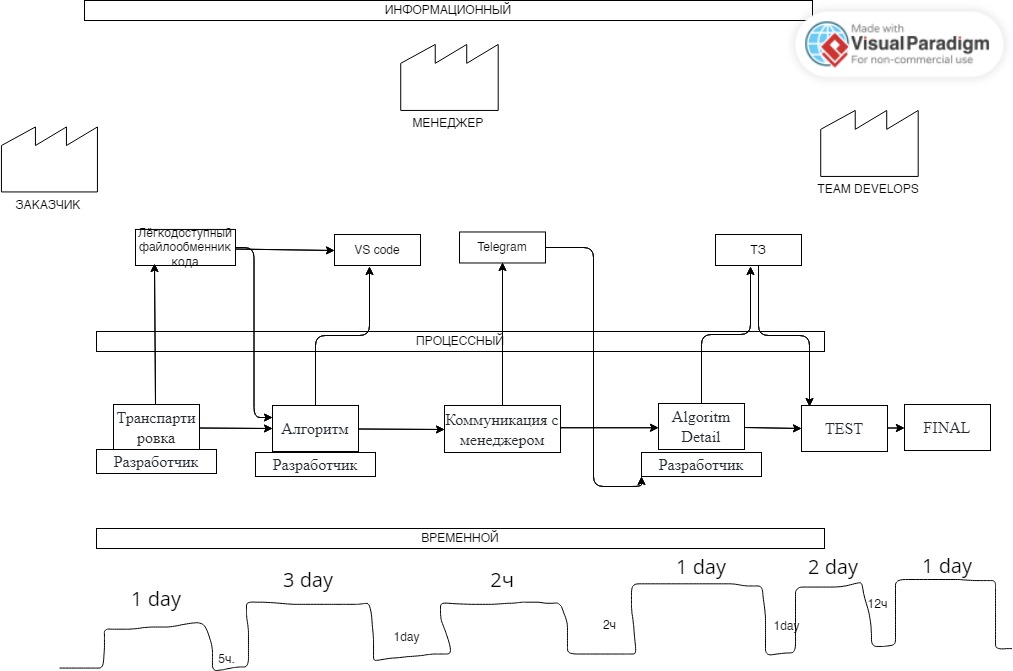 ИНФОРМАЦИОННЫЙ
Made with
Visual Paradigm
For non-commercial use
МЕНЕДЖЕР
ЗАКАЗЧИК
TEAM DEVELOPS
Лёгкодоступный
файлообменник
кода
VS code
Telegram
ТЗ
ПРОЦЕССНЫЙ
Транспарти
ровка
Разработчик
Алгоритм
Разработчик
Коммуникация с
менеджером
Algoritm
Detail
Разработчик
TEST
FINAL
ВРЕМЕННОЙ
1 day
5ч.
3 day
1day
2ч
2ч
1 day
1day
2 day
12ч
1 day